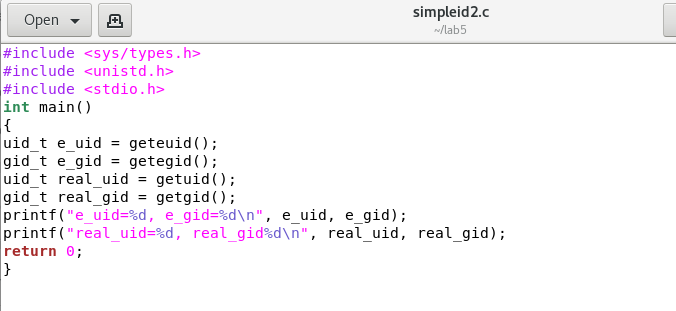 Open
simpleid2.c
~/lab5
#include <sys/types.h>
#include <unistd.h>
#include <stdio.h>
int main()
{
uid_t e_uid = geteuid();
gid_t e_gid = getegid();
uid_t real_uid = getuid();
gid_t real_gid = getgid();
printf("e_uid=%d, e_gid=%d\n", e_uid, e_gid);
printf("real_uid=%d, real_gid%d\n", real_uid, real_gid);
return 0;
}